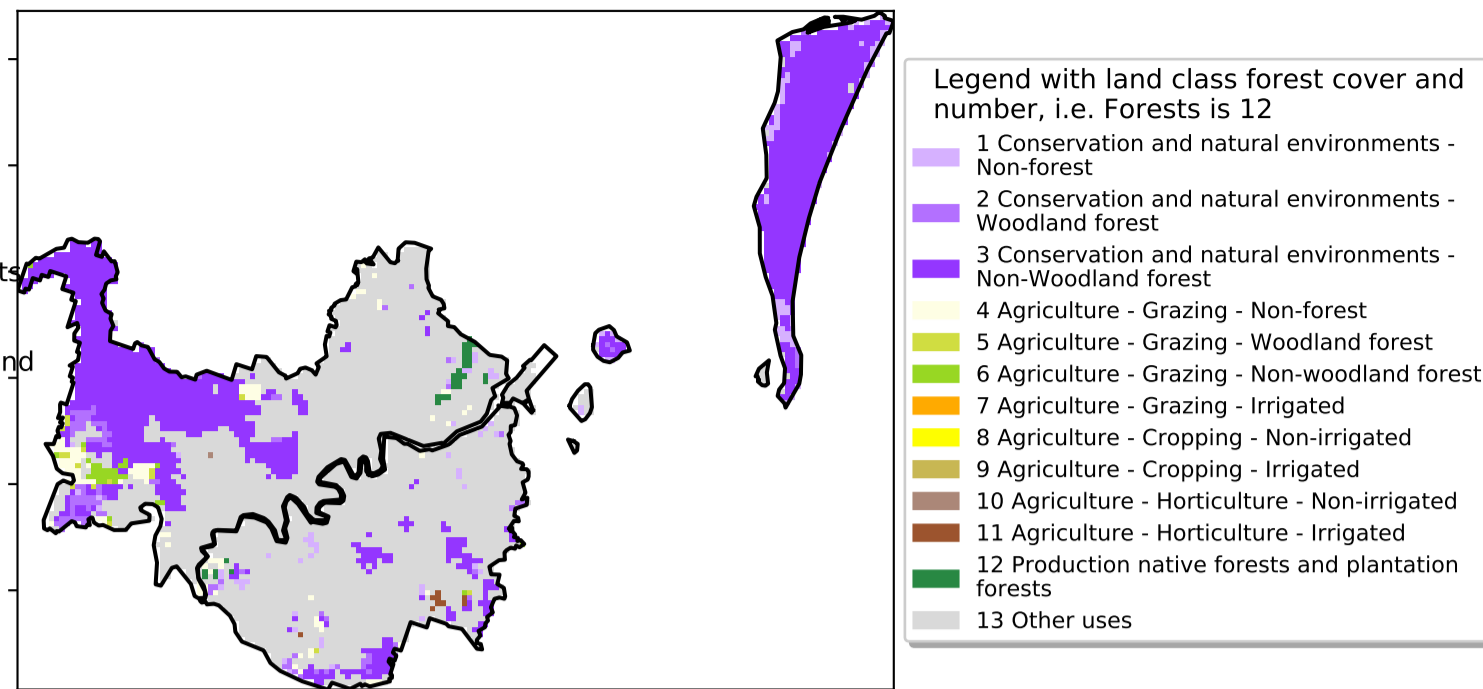 ts
nd
Legend with land class forest cover and
number, i.e. Forests is 12
1 Conservation and natural environments -
Non-forest
2 Conservation and natural environments -
Woodland forest
3 Conservation and natural environments -
Non-Woodland forest
4 Agriculture - Grazing - Non-forest
5 Agriculture - Grazing - Woodland forest
6 Agriculture - Grazing - Non-woodland forest
7 Agriculture - Grazing - Irrigated
8 Agriculture - Cropping - Non-irrigated
9 Agriculture - Cropping - Irrigated
10 Agriculture - Horticulture - Non-irrigated
11 Agriculture - Horticulture - Irrigated
12 Production native forests and plantation
forests
13 Other uses